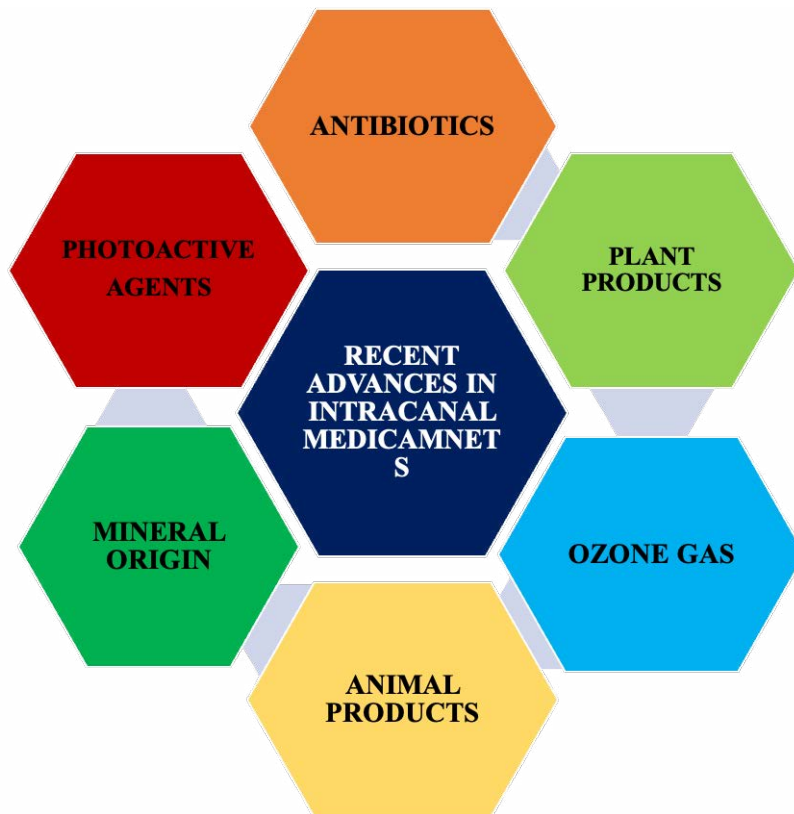 ANTIBIOTICS
PHOTOACTIVE
AGENTS
PLANT
PRODUCTS
RECENT
ADVANCES IN
INTRACANAL
MEDICAMNET
S
MINERAL
ORIGIN
OZONE GAS
ANIMAL
PRODUCTS